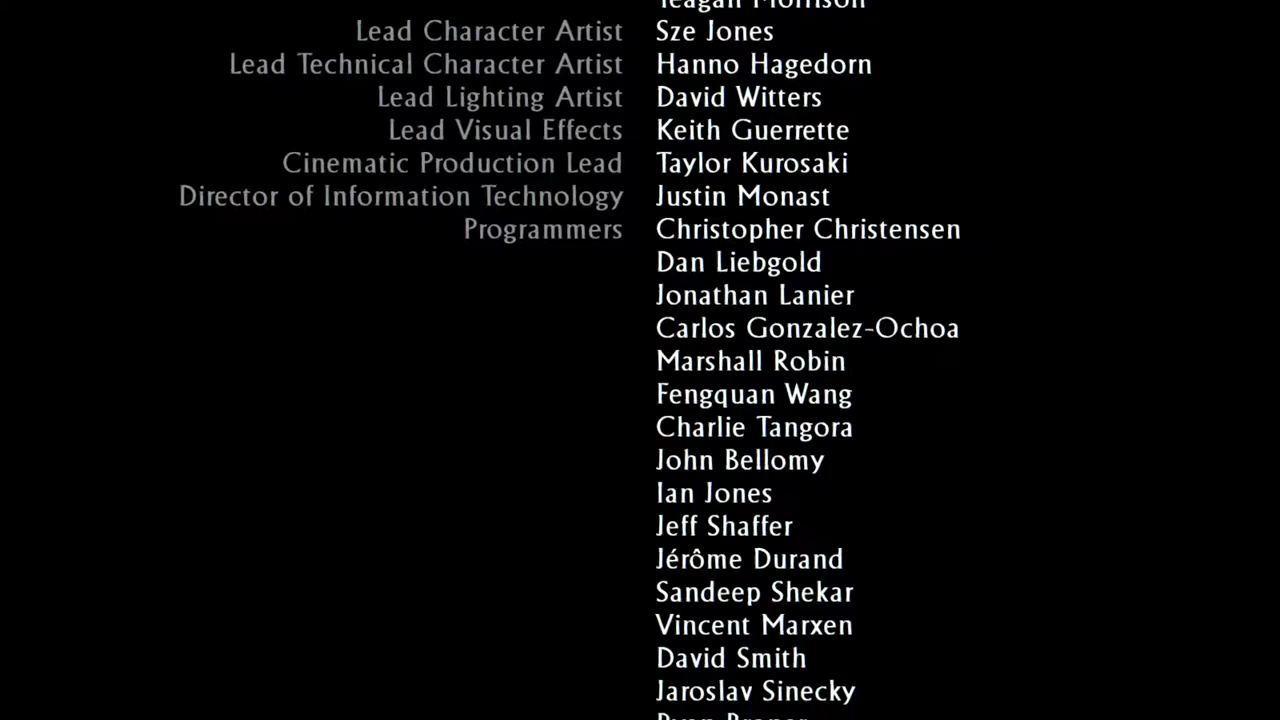 Teagan Morrison
Lead Character Artist Sze Jones
Lead Technical Character Artist Hanno Hagedorn
Lead Lighting Artist David Witters
Lead Visual Effects Keith Guerrette
Cinematic Production Lead Taylor Kurosaki
Director of Information Technology Justin Monast
Programmers Christopher Christensen
Dan Liebgold
Jonathan Lanier
Carlos Gonzalez-Ochoa
Marshall Robin
Fengquan Wang
Charlie Tangora
John Bellomy
Ian Jones
Jeff Shaffer
Jérôme Durand
Sandeep Shekar
Vincent Marxen
David Smith
Jaroslav Sinecky